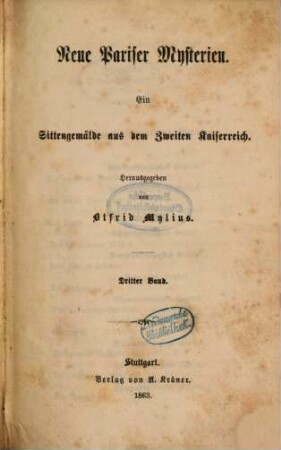 Neue Pariser Mysterien.
Ein
Sittengemälde aus dem Zweiten Kaiserreich.
Herausgegeben
von
Otfrid Mylius.
Dritter Band.
Stuttgart.
Verlag von A. Kröner.
1863.